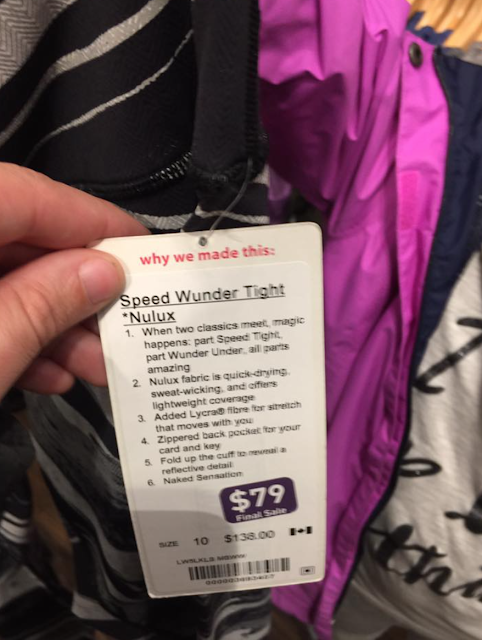 why we made this:
Speed Wunder Tight
*Nulux
1. When two classics meet, magic
happens: part Speed Tight,
part Wunder Under, all parts
amazing
2. Nulux fabric is quick-drying,
sweat-wicking, and offers
lightweight coverage
3. Added Lycra® fibre for stretch
that moves with you
4. Zippered back pocket for your
card and key
5. Fold up the cuff to reveal a
reflective detail
6. Naked Sensation
$79
Final Sale
SIZE 10 $138.00